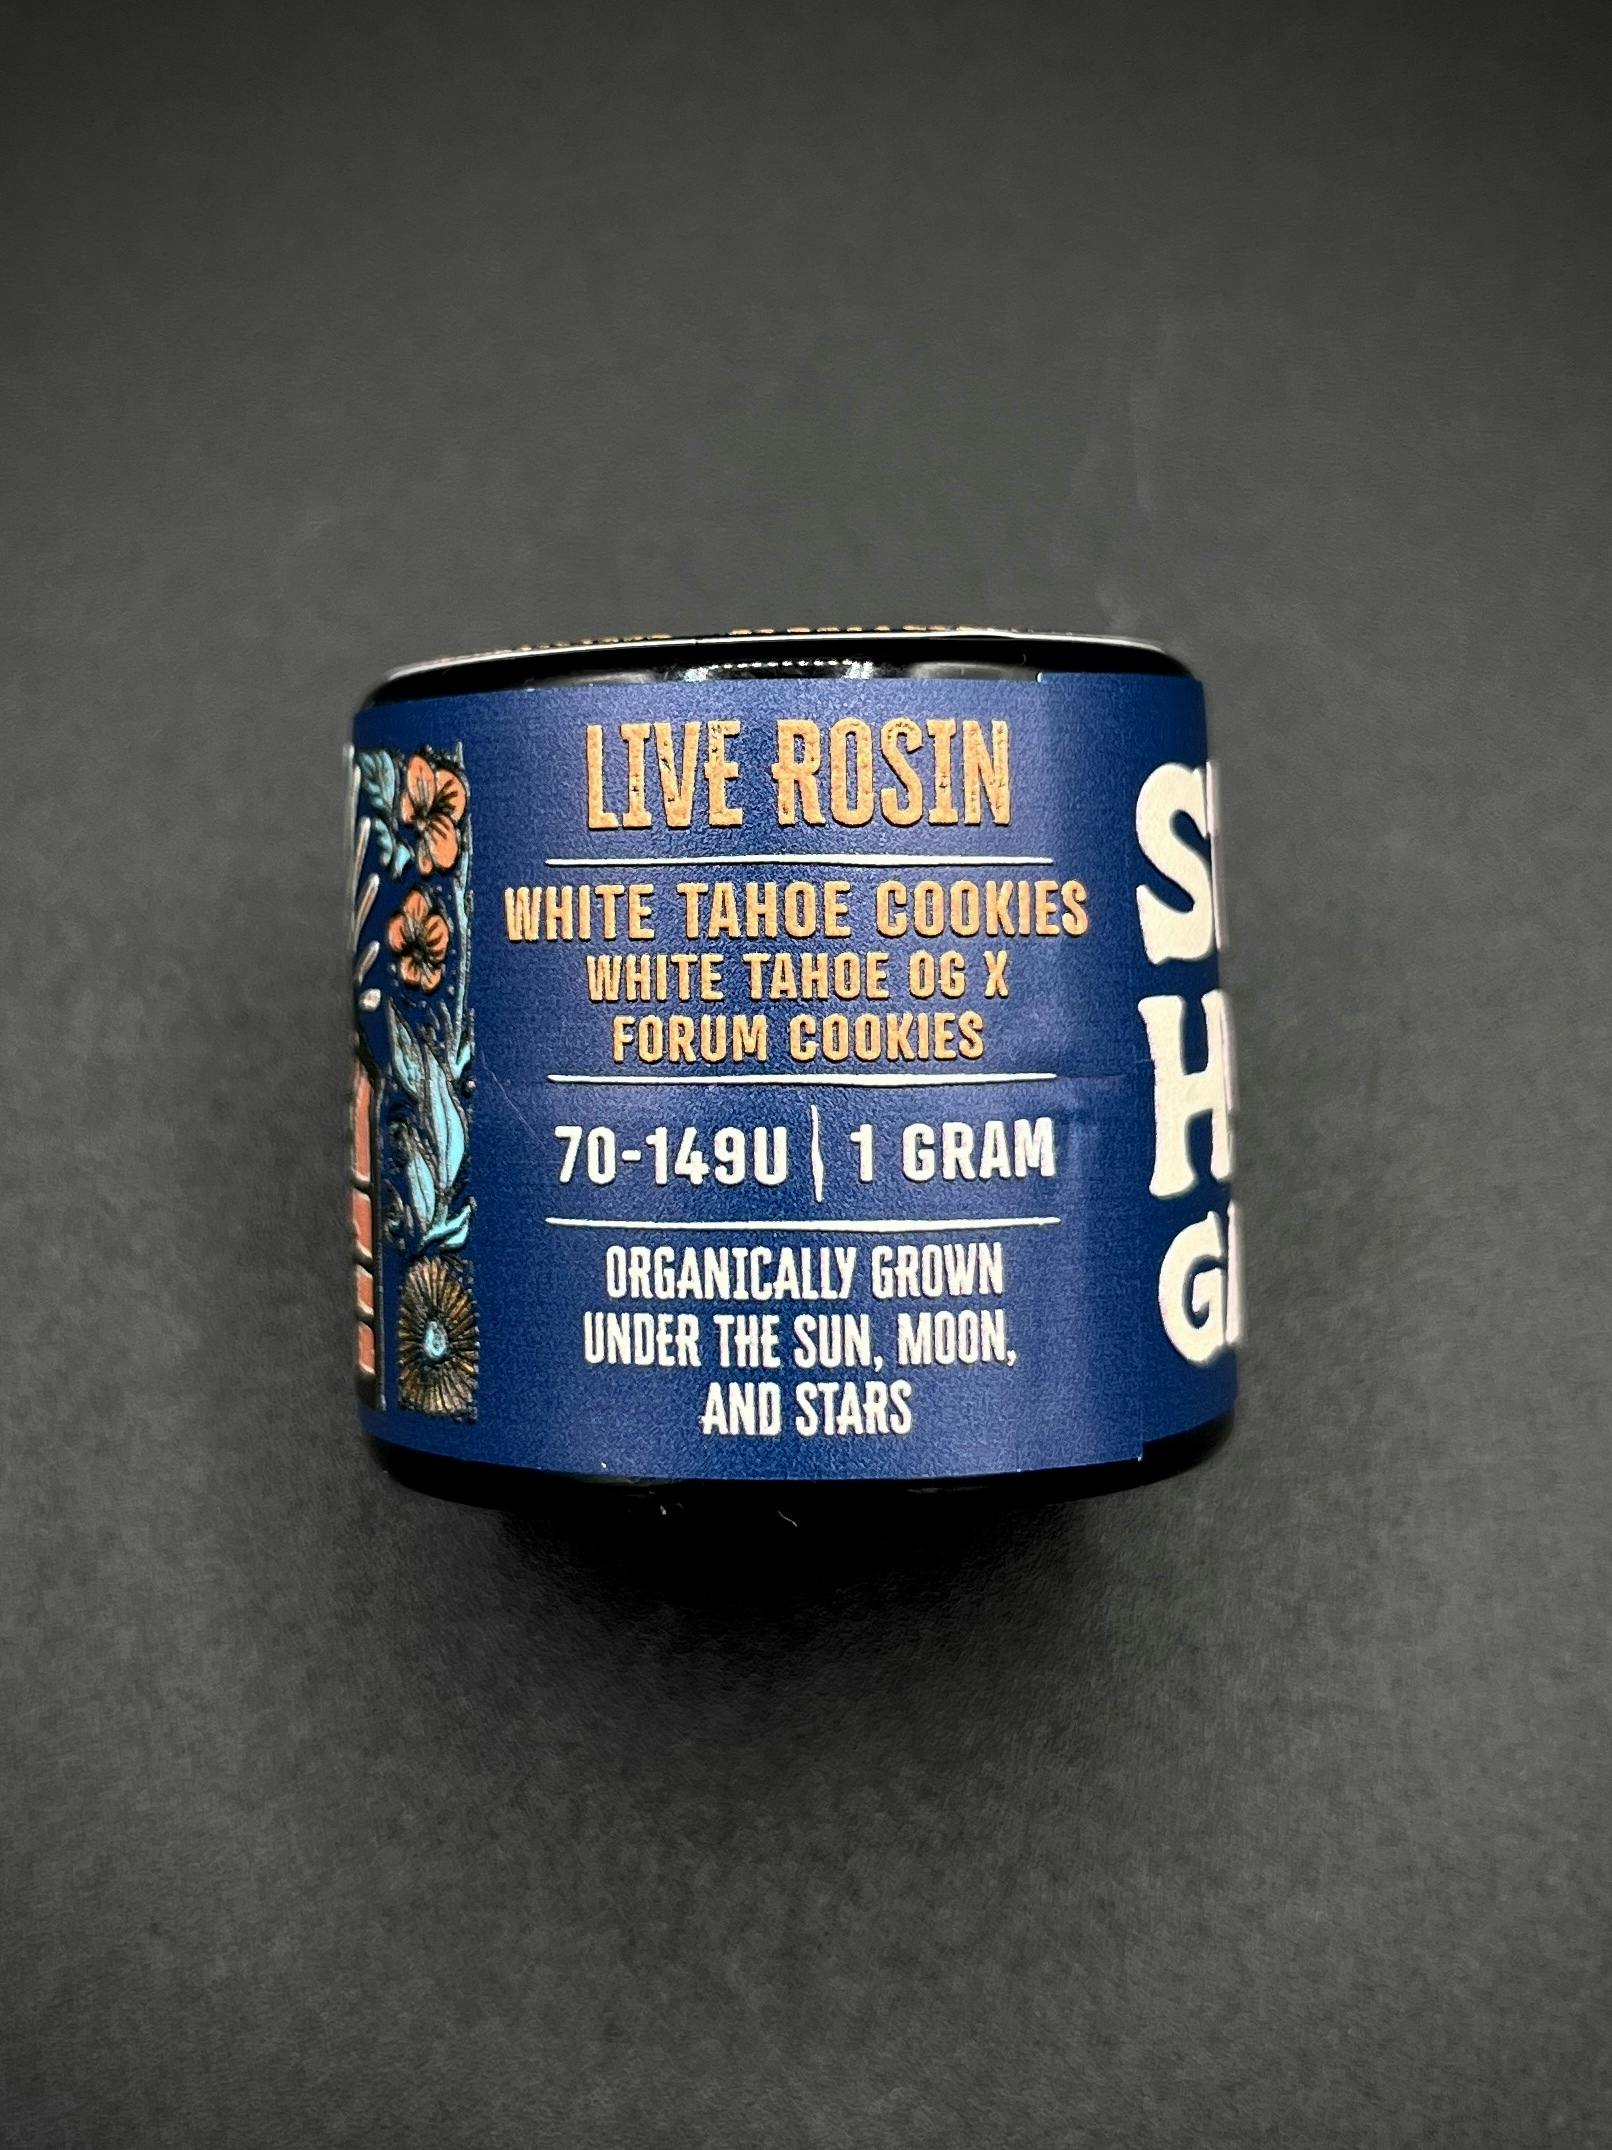 LIVE ROSIN
WHITE TAHOE COOKIES
WHITE TAHOE OG X
FORUM COOKIES
70-149U | 1 GRAM
ORGANICALLY GROWN
UNDER THE SUN, MOON,
AND STARS